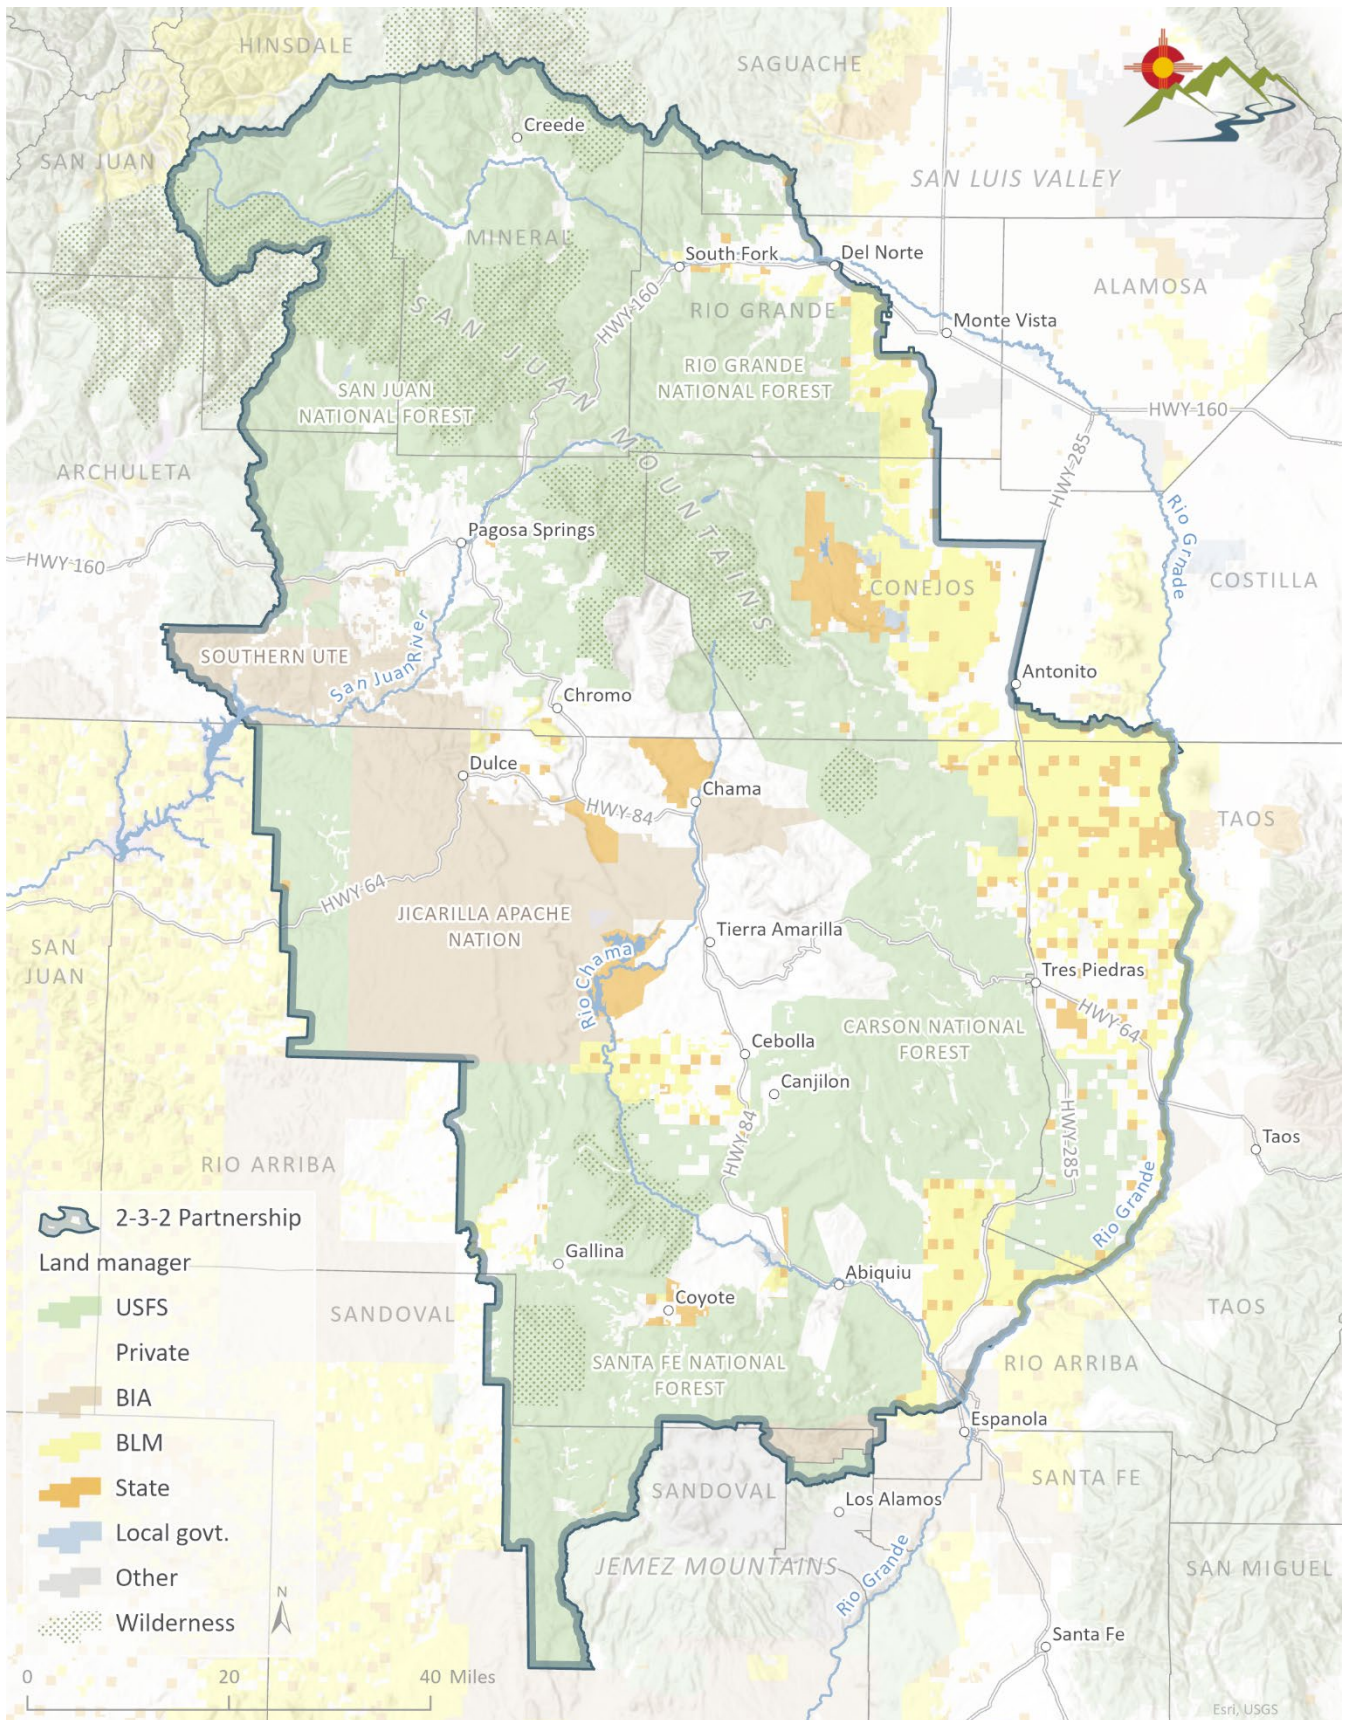 HINSDALE
SAGUACHE
Creede
SAN JUAN
SAN LUIS VALLEY
MINERAL
South Fork
Del Norte
ALAMOSA
HWY 160
RIO GRANDE
Monte Vista
SAN JUAN MOUNTAINS
RIO GRANDE
NATIONAL FOREST
SAN JUAN
NATIONAL FOREST
HWY 160
HWY 285
ARCHULETA
Rio Grnade
Pagosa Springs
HWY 160
CONEJOS
COSTILLA
SOUTHERN UTE
San Juan River
Antonito
Chromo
Dulce
Chama
HWY 84
TAOS
HWY 64
JICARILLA APACHE
NATION
Tierra Amarilla
SAN
JUAN
Rio Chama
Tres Piedras
HWY 64
CARSON NATIONAL
FOREST
Cebolla
Canjilon
HWY 84
HWY 285
Taos
RIO ARRIBA
Rio Grande
2-3-2 Partnership
Land manager
USFS
Private
BIA
BLM
State
Local govt.
Other
Wilderness
Gallina
Abiquiu
Coyote
SANDOVAL
TAOS
SANTA FE NATIONAL
FOREST
RIO ARRIBA
Espanola
SANDOVAL
SANTA FE
Los Alamos
JEMEZ MOUNTAINS
Rio Grande
SAN MIGUEL
N
Santa Fe
0 20 40 Miles
Esri, USGS